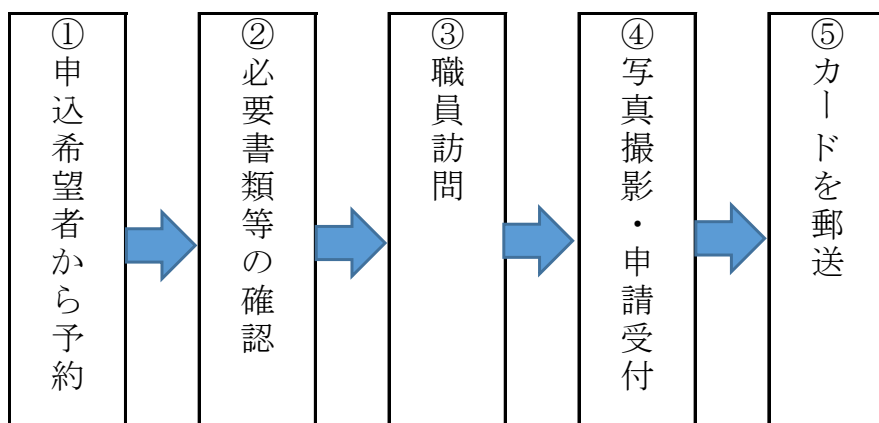 ①申込希望者から予約
②必要書類等の確認
③職員訪問
④写真撮影・申請受付
⑤カードを郵送